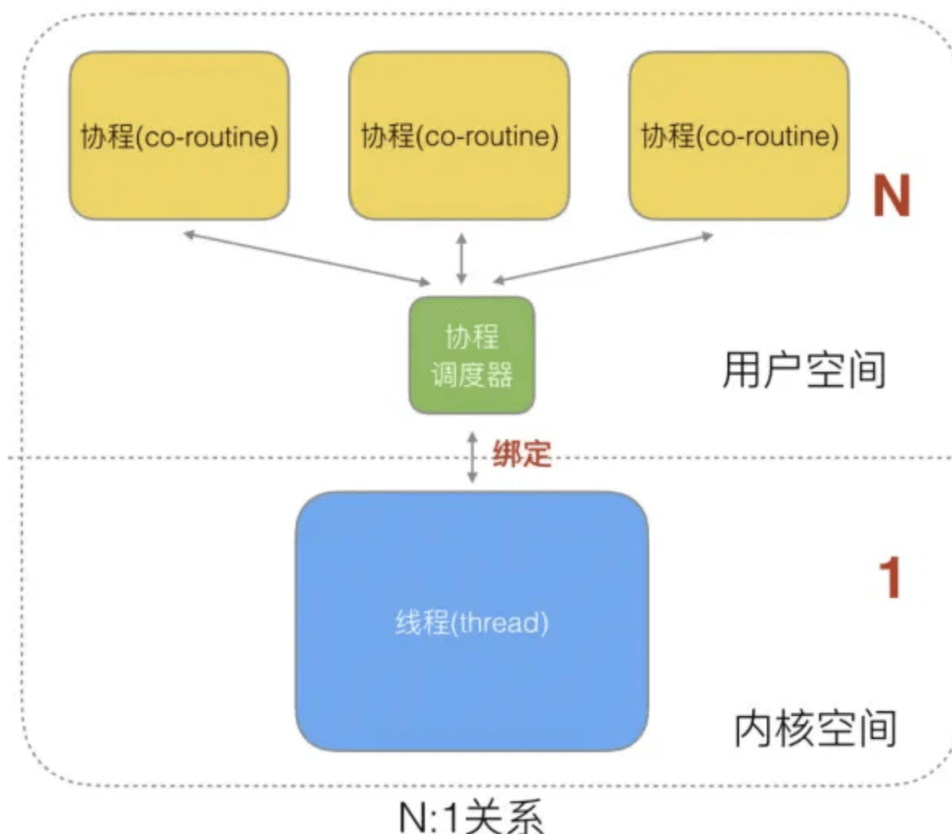 协程(co-routine)
协程(co-routine)
协程(co-routine)
N
协程
调度器
用户空间
绑定
1
线程(thread)
内核空间
N:1关系